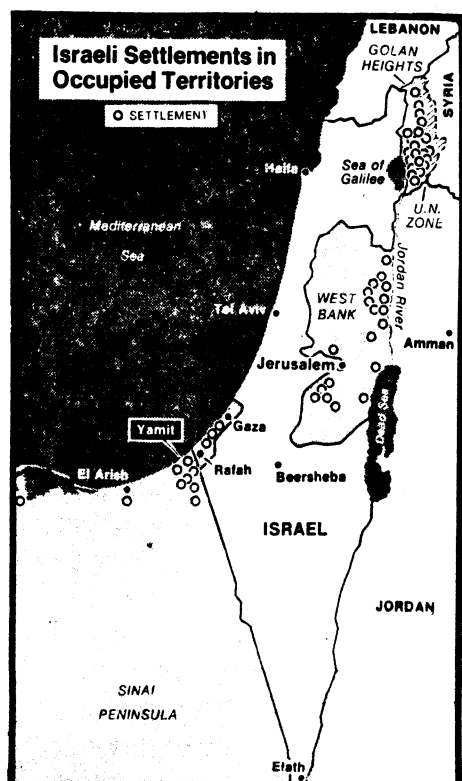 Israeli Settlements in
Occupied Territories
SETTLEMENT
LEBANON
GOLAN
HEIGHTS
SYRIA
Haifa
Sea of
Galilee
U.N.
ZONE
Mediterranean
Sea
Jordan River
WEST
BANK
Tel Aviv
Amman
Jerusalem
Dead Sea
Gaza
Yamit
Rafah
El Arish
Beersheba
ISRAEL
JORDAN
SINAI
PENINSULA
Elath